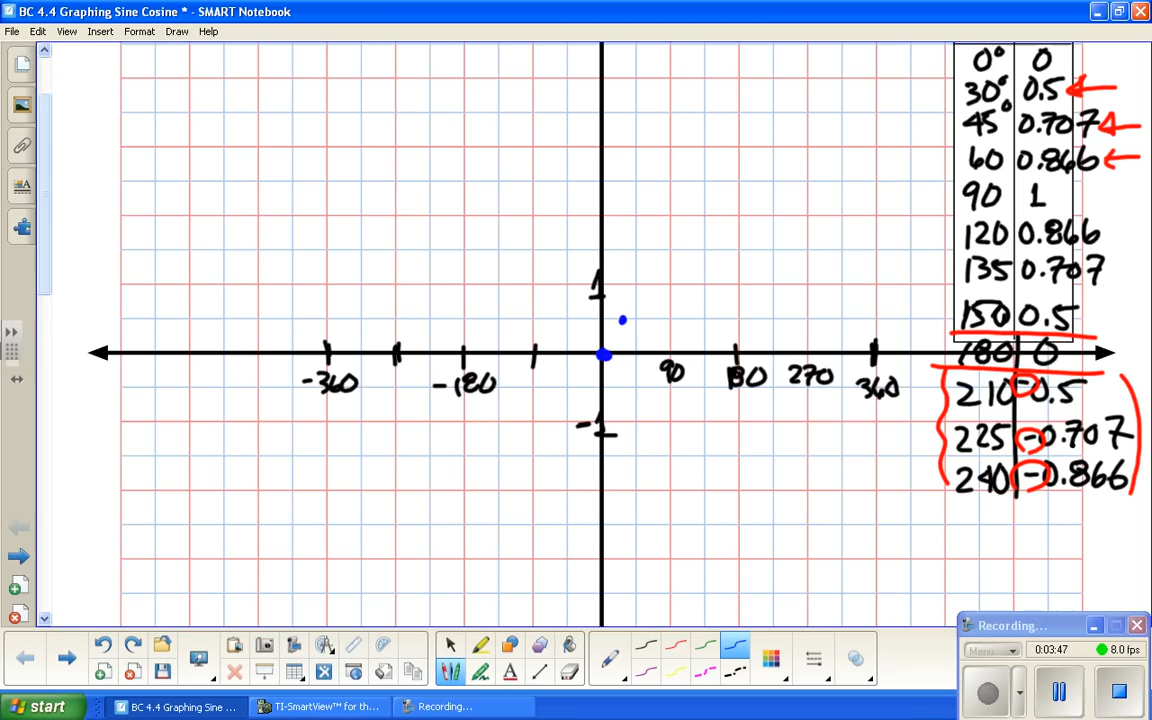 BC 4.4 Graphing Sine Cosine * - SMART Notebook
File Edit View Insert Format Draw Help
0° 0
30° 0.5
45° 0.707
60 0.866
90 1
120 0.866
135 0.707
150 0.5
180 0
210 -0.5
225 -0.707
240 -0.866
1
-360 -180 90 180 270 360
-1
Recording...
Menu 0:03:47 8.0 fps
start BC 4.4 Graphing Sine ... TI-SmartView™ for th... Recording...